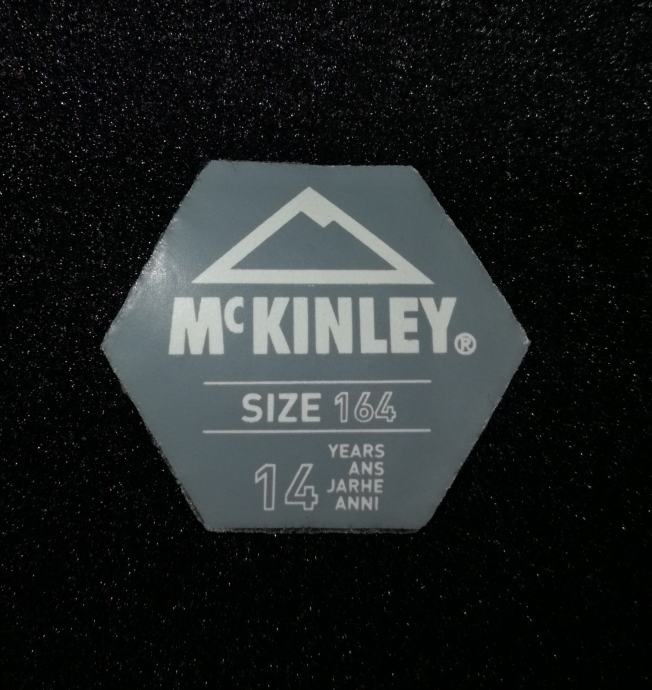 McKINLEY®
SIZE 164
14 YEARS
ANS
JARHE
ANNI